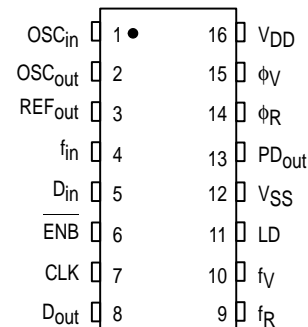 OSCin 1 16 VDD
OSCout 2 15 ϕV
REFout 3 14 ϕR
fin 4 13 PDout
Din 5 12 VSS
ENB 6 11 LD
CLK 7 10 fV
Dout 8 9 fR